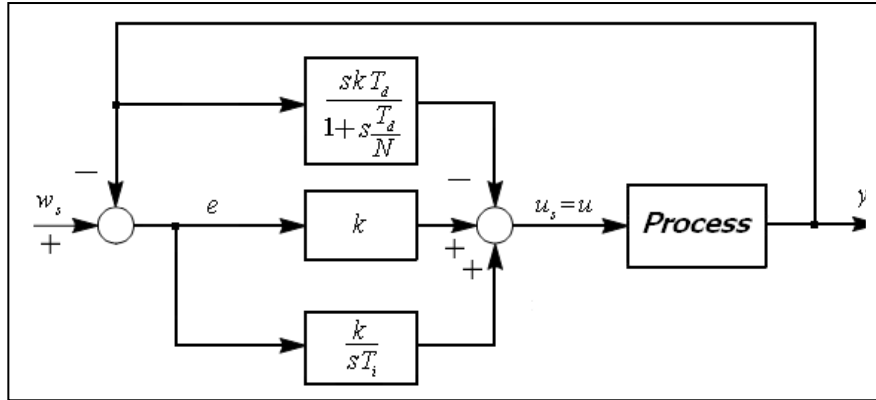 skT_d
1+s T_d
N
−
−
w_s
+
e
k
+
+
u_s=u
Process
y
k
sT_i